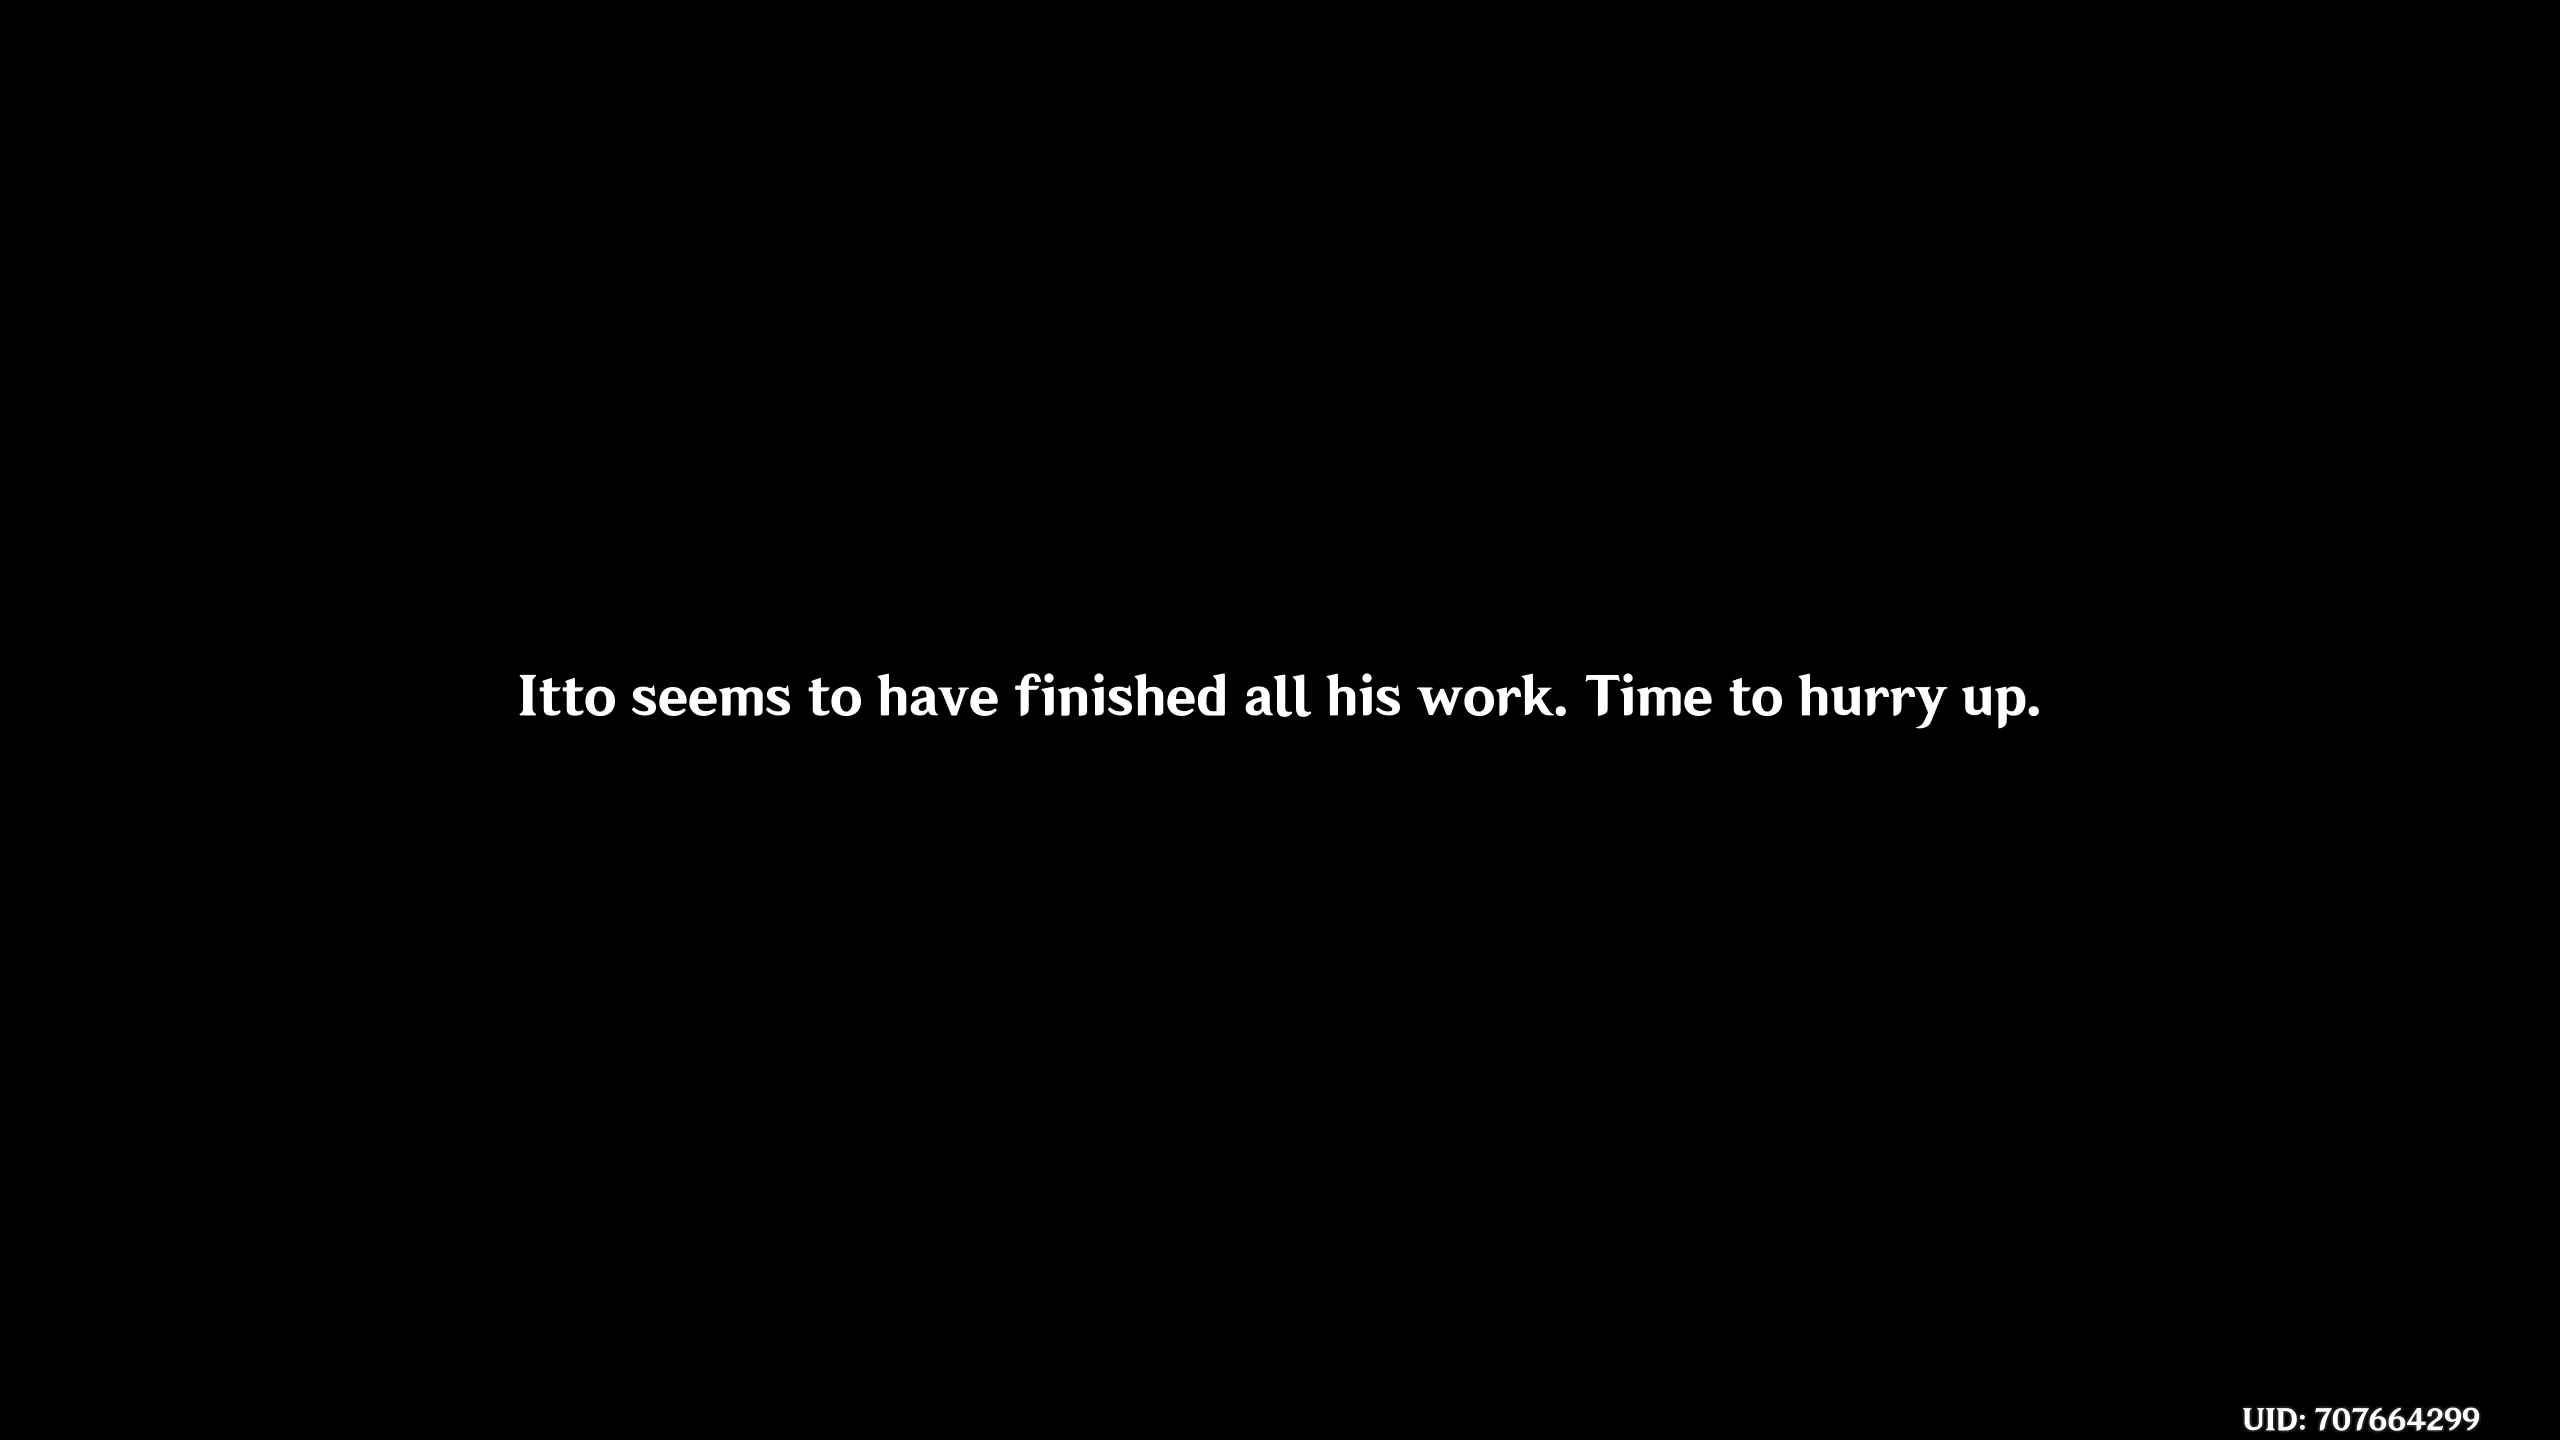 Itto seems to have finished all his work. Time to hurry up.
UID: 707664299